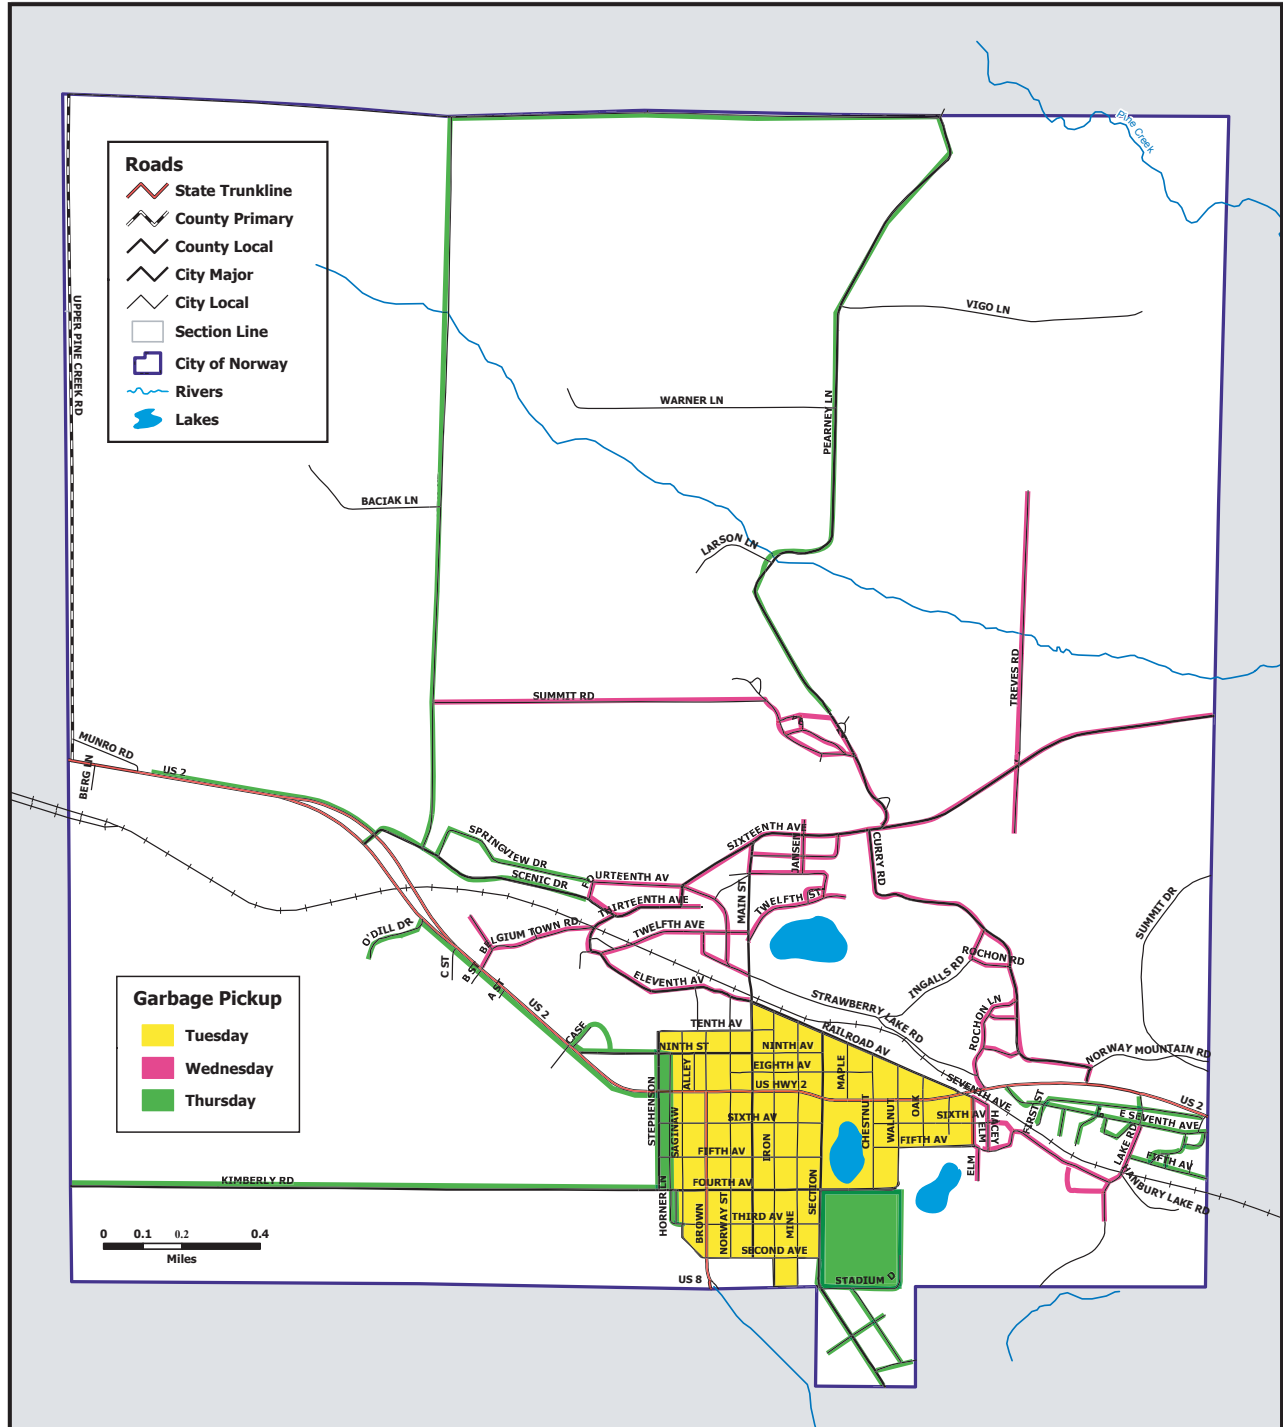 Pine Creek
Roads
State Trunkline
County Primary
County Local
City Major
City Local
Section Line
City of Norway
Rivers
Lakes
UPPER PINE CREEK RD
VIGO LN
WARNER LN
PEARNEY LN
BACIAK LN
LARSON LN
TREVES RD
SUMMIT RD
MUNRO RD
BERG LN
US 2
SPRINGVIEW DR
SCENIC DR
SIXTEENTH AVE
JANSEN
CURRY RD
FOURTEENTH AV
THIRTEENTH AVE
MAIN ST
TWELFTH ST
SUMMIT DR
O'DILL DR
BELGIUM TOWN RD
TWELFTH AVE
C ST
B ST
A ST
US 2
ELEVENTH AV
ROCHON RD
INGALLS RD
STRAWBERRY LAKE RD
ROCHON LN
Garbage Pickup
Tuesday
Wednesday
Thursday
CASE
TENTH AV
RAILROAD AV
NINTH ST
NINTH AV
NORWAY MOUNTAIN RD
ALLEY
EIGHTH AV
MAPLE
US HWY 2
SEVENTH AVE
US 2
STEPHENSON
SAGINAW
SIXTH AV
IRON
CHESTNUT
WALNUT
OAK
SIXTH AV
ELM
HACEY
FIRST ST
E SEVENTH AVE
FIFTH AV
FIFTH AV
ELM
LAKE RD
FIFTH AV
HANBURY LAKE RD
KIMBERLY RD
FOURTH AV
HORNER LN
BROWN
NORWAY ST
THIRD AV
MINE
SECTION
SECOND AVE
0 0.1 0.2 0.4
Miles
US 8
STADIUM D